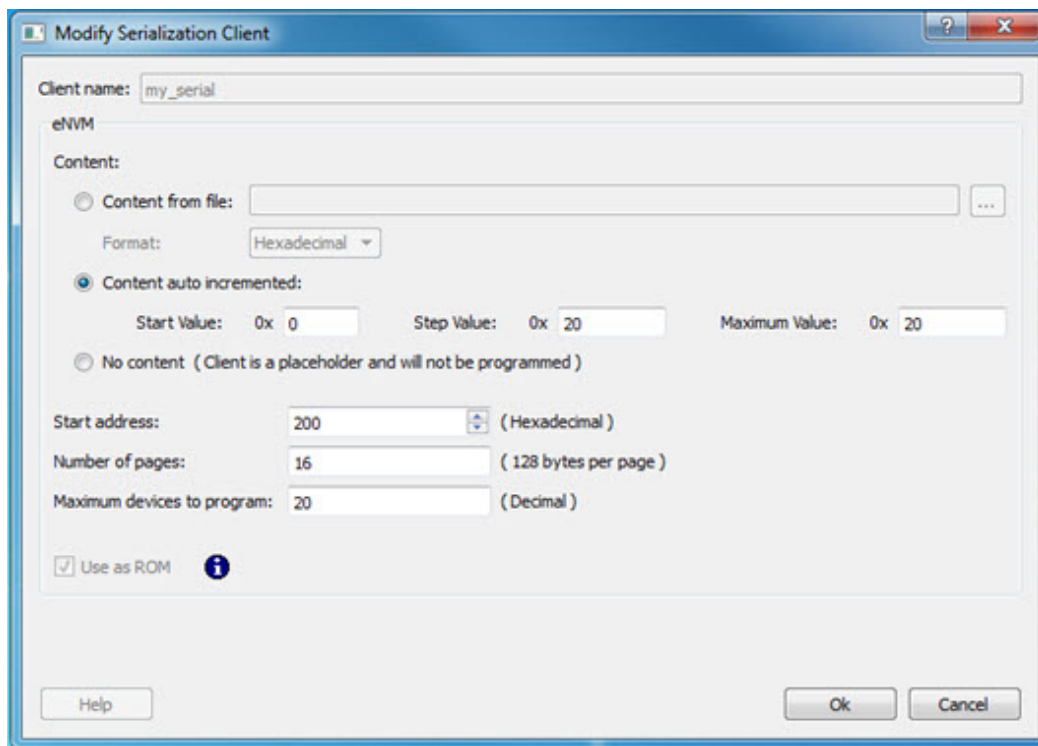 Modify Serialization Client
Client name: my_serial
eNVM
Content:
Content from file: ...
Format: Hexadecimal
Content auto incremented:
Start Value: 0x 0 Step Value: 0x 20 Maximum Value: 0x 20
No content ( Client is a placeholder and will not be programmed )
Start address: 200 ( Hexadecimal )
Number of pages: 16 ( 128 bytes per page )
Maximum devices to program: 20 ( Decimal )
Use as ROM i
Help Ok Cancel